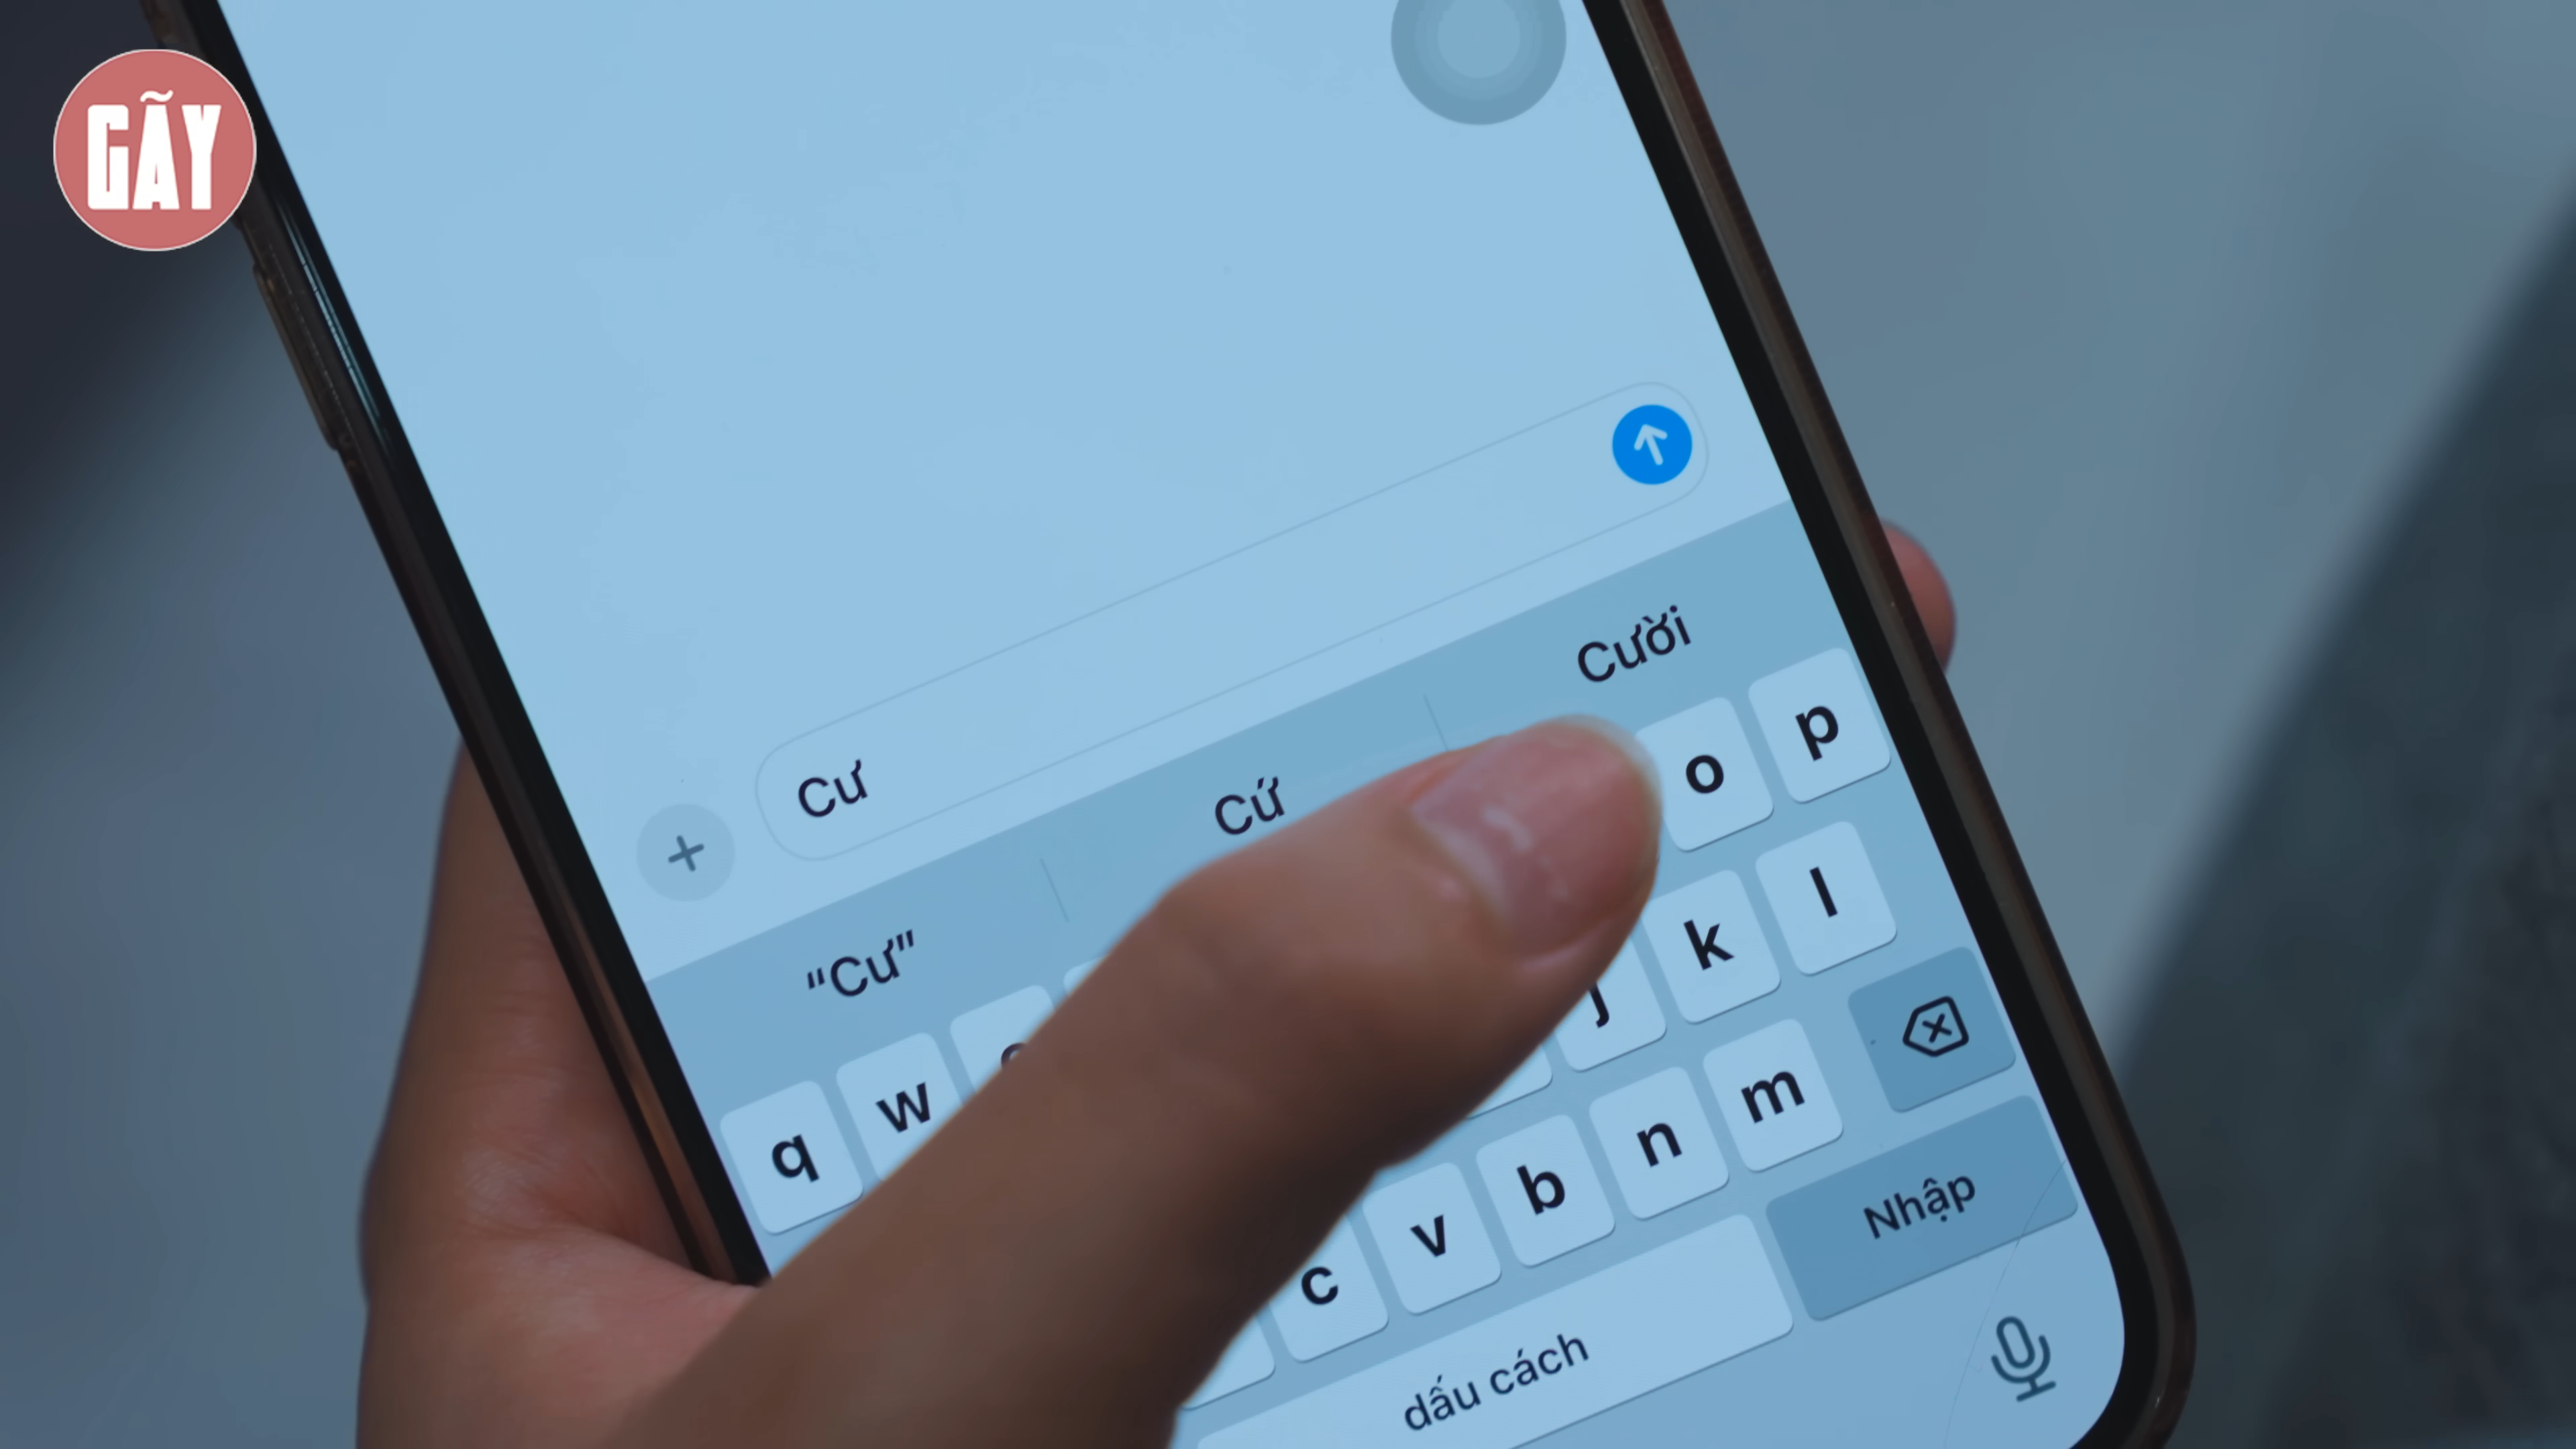 GÃY
Cư
“Cư” Cứ Cười
q w o p
j k l
c v b n m
dấu cách Nhập